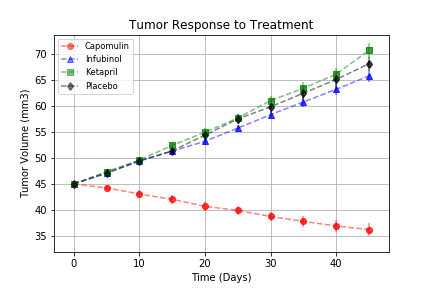 Tumor Response to Treatment
Capomulin
Infubinol
Ketapril
Placebo
Tumor Volume (mm3)
70
65
60
55
50
45
40
35
0
10
20
30
40
Time (Days)